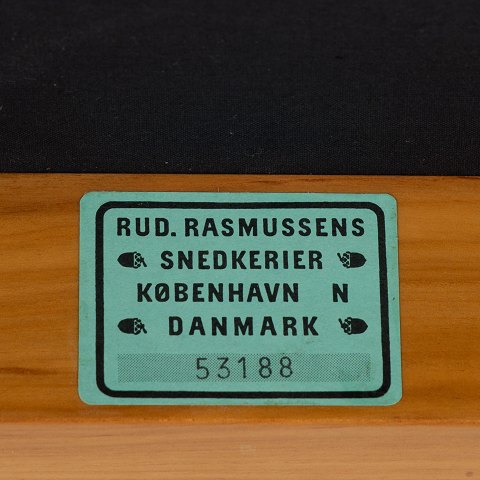 RUD. RASMUSSENS
SNEDKERIER
KØBENHAVN N
DANMARK
53188